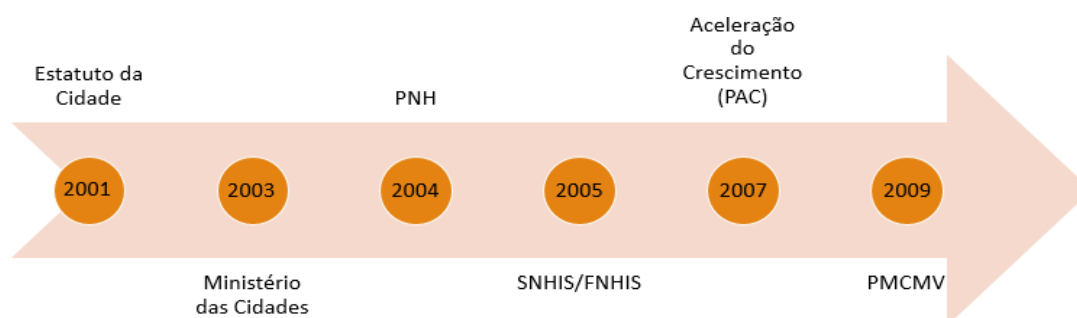 Estatuto da
Cidade
PNH
Aceleração
do
Crescimento
(PAC)
2001
2003
2004
2005
2007
2009
Ministério
das Cidades
SNHIS/FNHIS
PMCMV